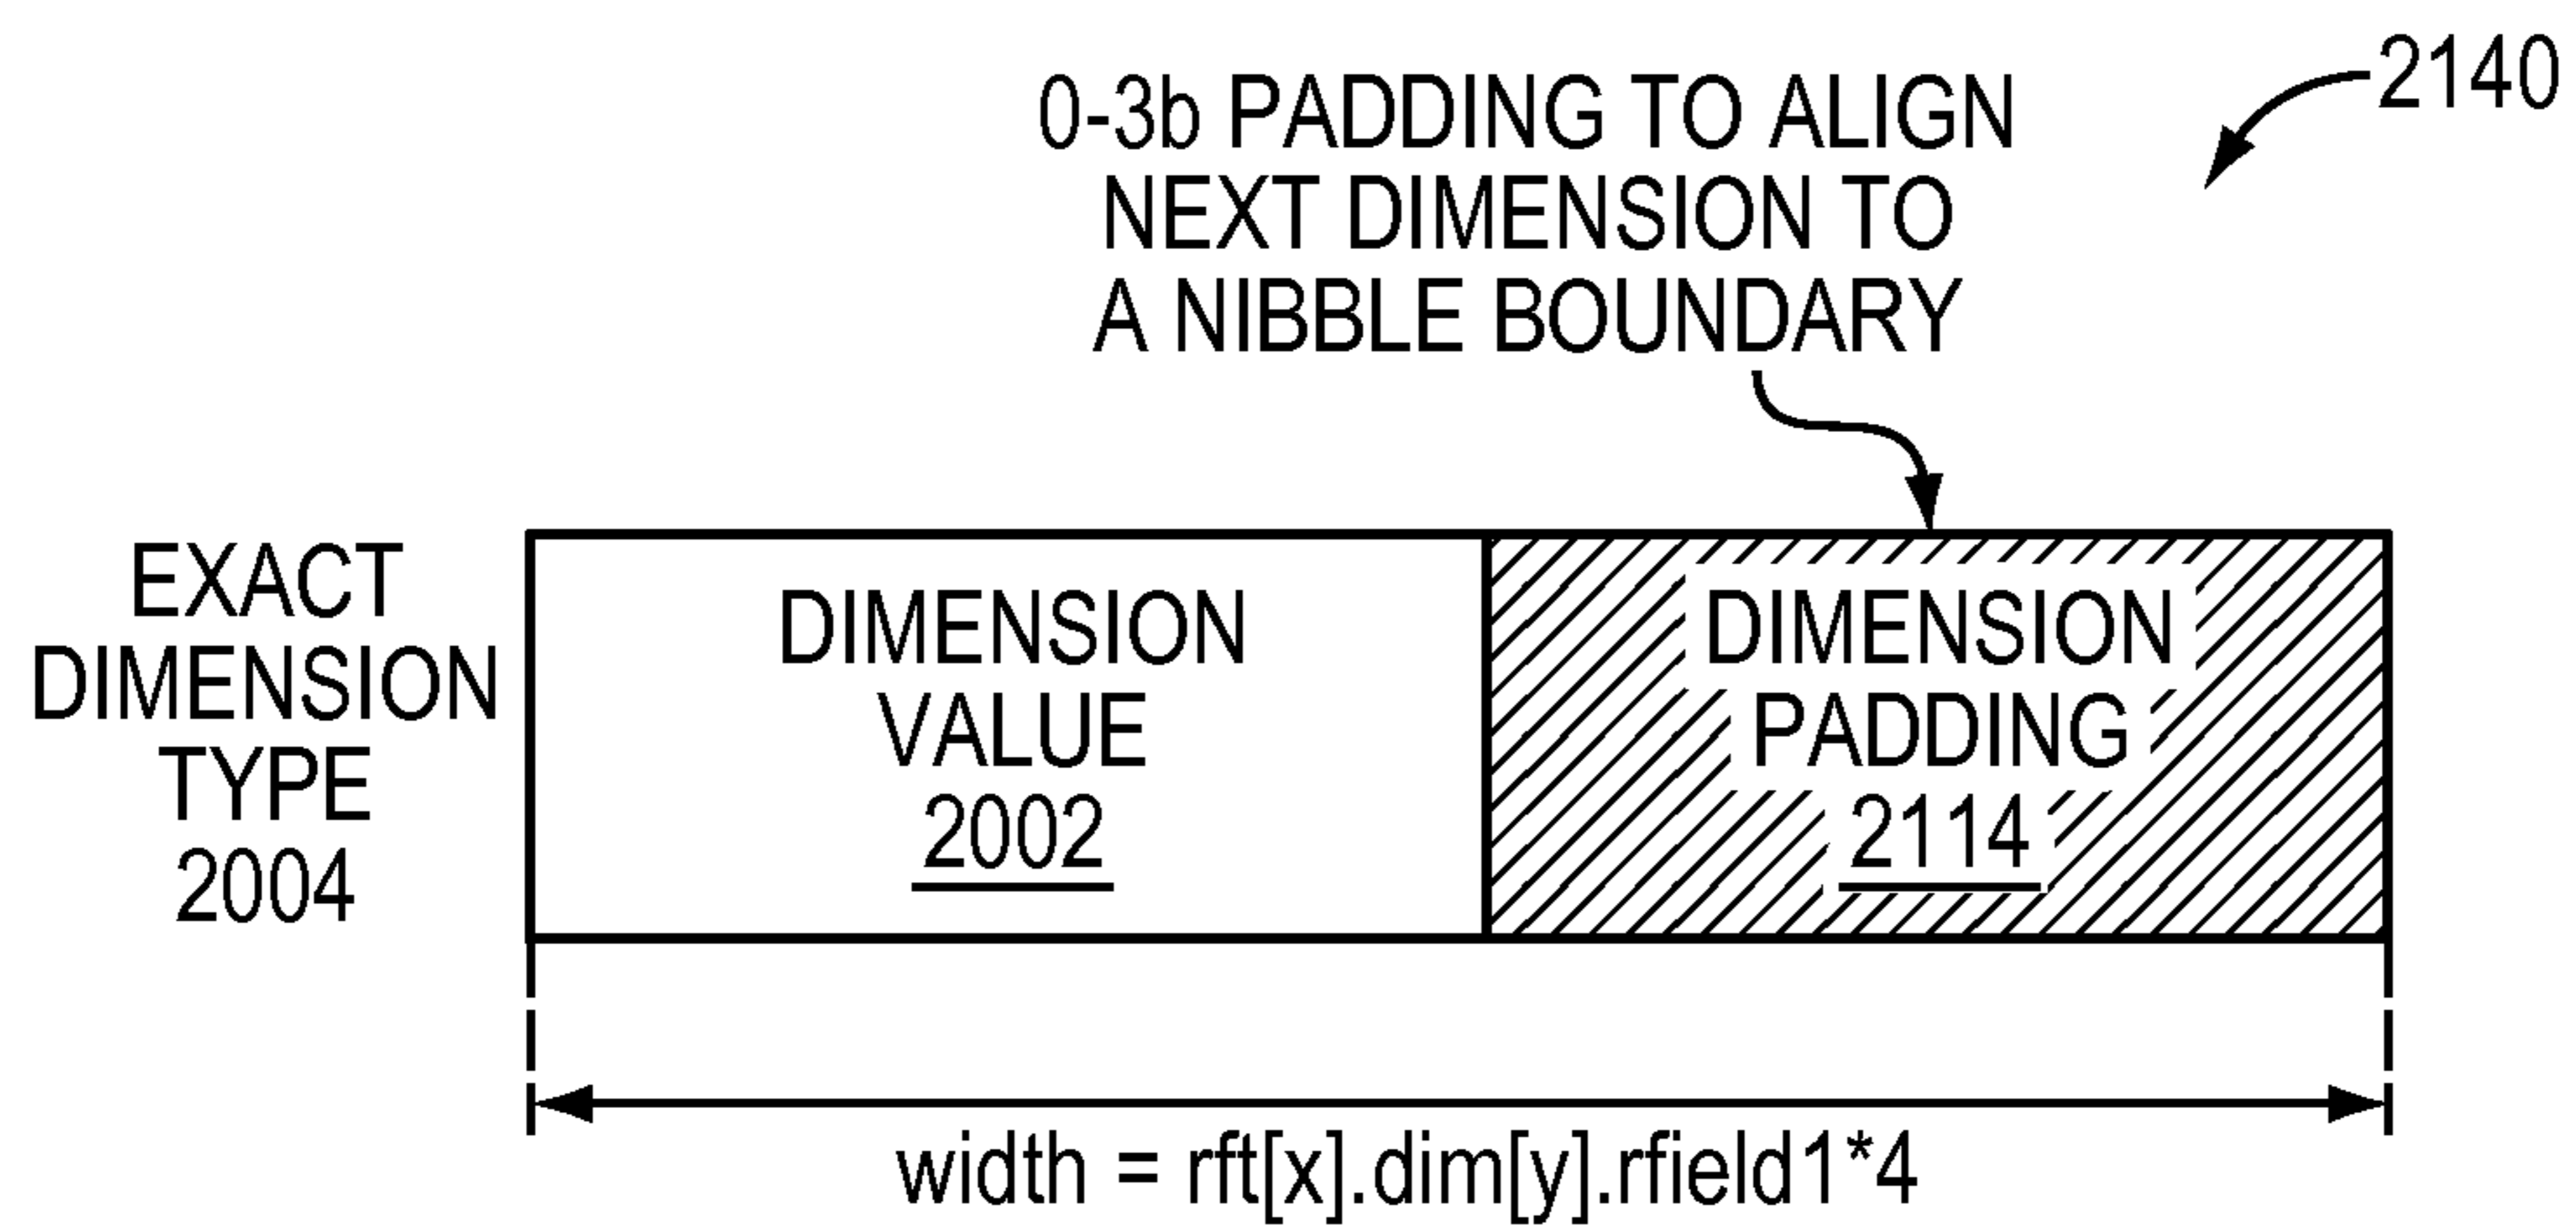 2140
0-3b PADDING TO ALIGN
NEXT DIMENSION TO
A NIBBLE BOUNDARY
EXACT
DIMENSION
TYPE
2004
DIMENSION
VALUE
2002
DIMENSION
PADDING
2114
width = rft[x].dim[y].rfield1*4